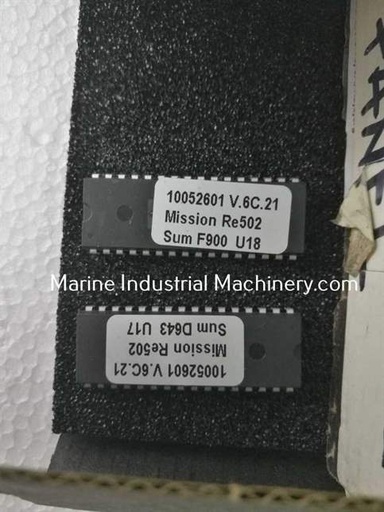 10052601 V.6C.21
Mission Re502
Sum F900 U18
Marine Industrial Machinery.com
10052601 V.6C.21
Mission Re502
Sum D643 U17